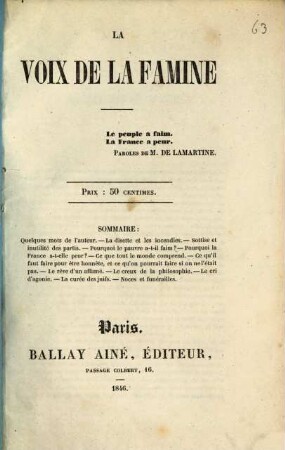 63
LA
VOIX DE LA FAMINE
Le peuple a faim.
La France a peur.
PAROLES DE M. DE LAMARTINE.
PRIX : 50 CENTIMES.
SOMMAIRE :
Quelques mots de l'auteur. — La disette et les incendies. — Sottise et
inutilité des partis. — Pourquoi le pauvre a-t-il faim? — Pourquoi la
France a-t-elle peur? — Ce que tout le monde comprend. — Ce qu'il
faut faire pour être honnête, et ce qu'on pourrait faire si on ne l'était
pas. — Le rêve d'un affamé. — Le creux de la philosophie. — Le cri
d'agonie. — La curée des juifs. — Noces et funérailles.
Paris.
BALLAY AINÉ, ÉDITEUR,
PASSAGE COLBERT, 16.
1846.